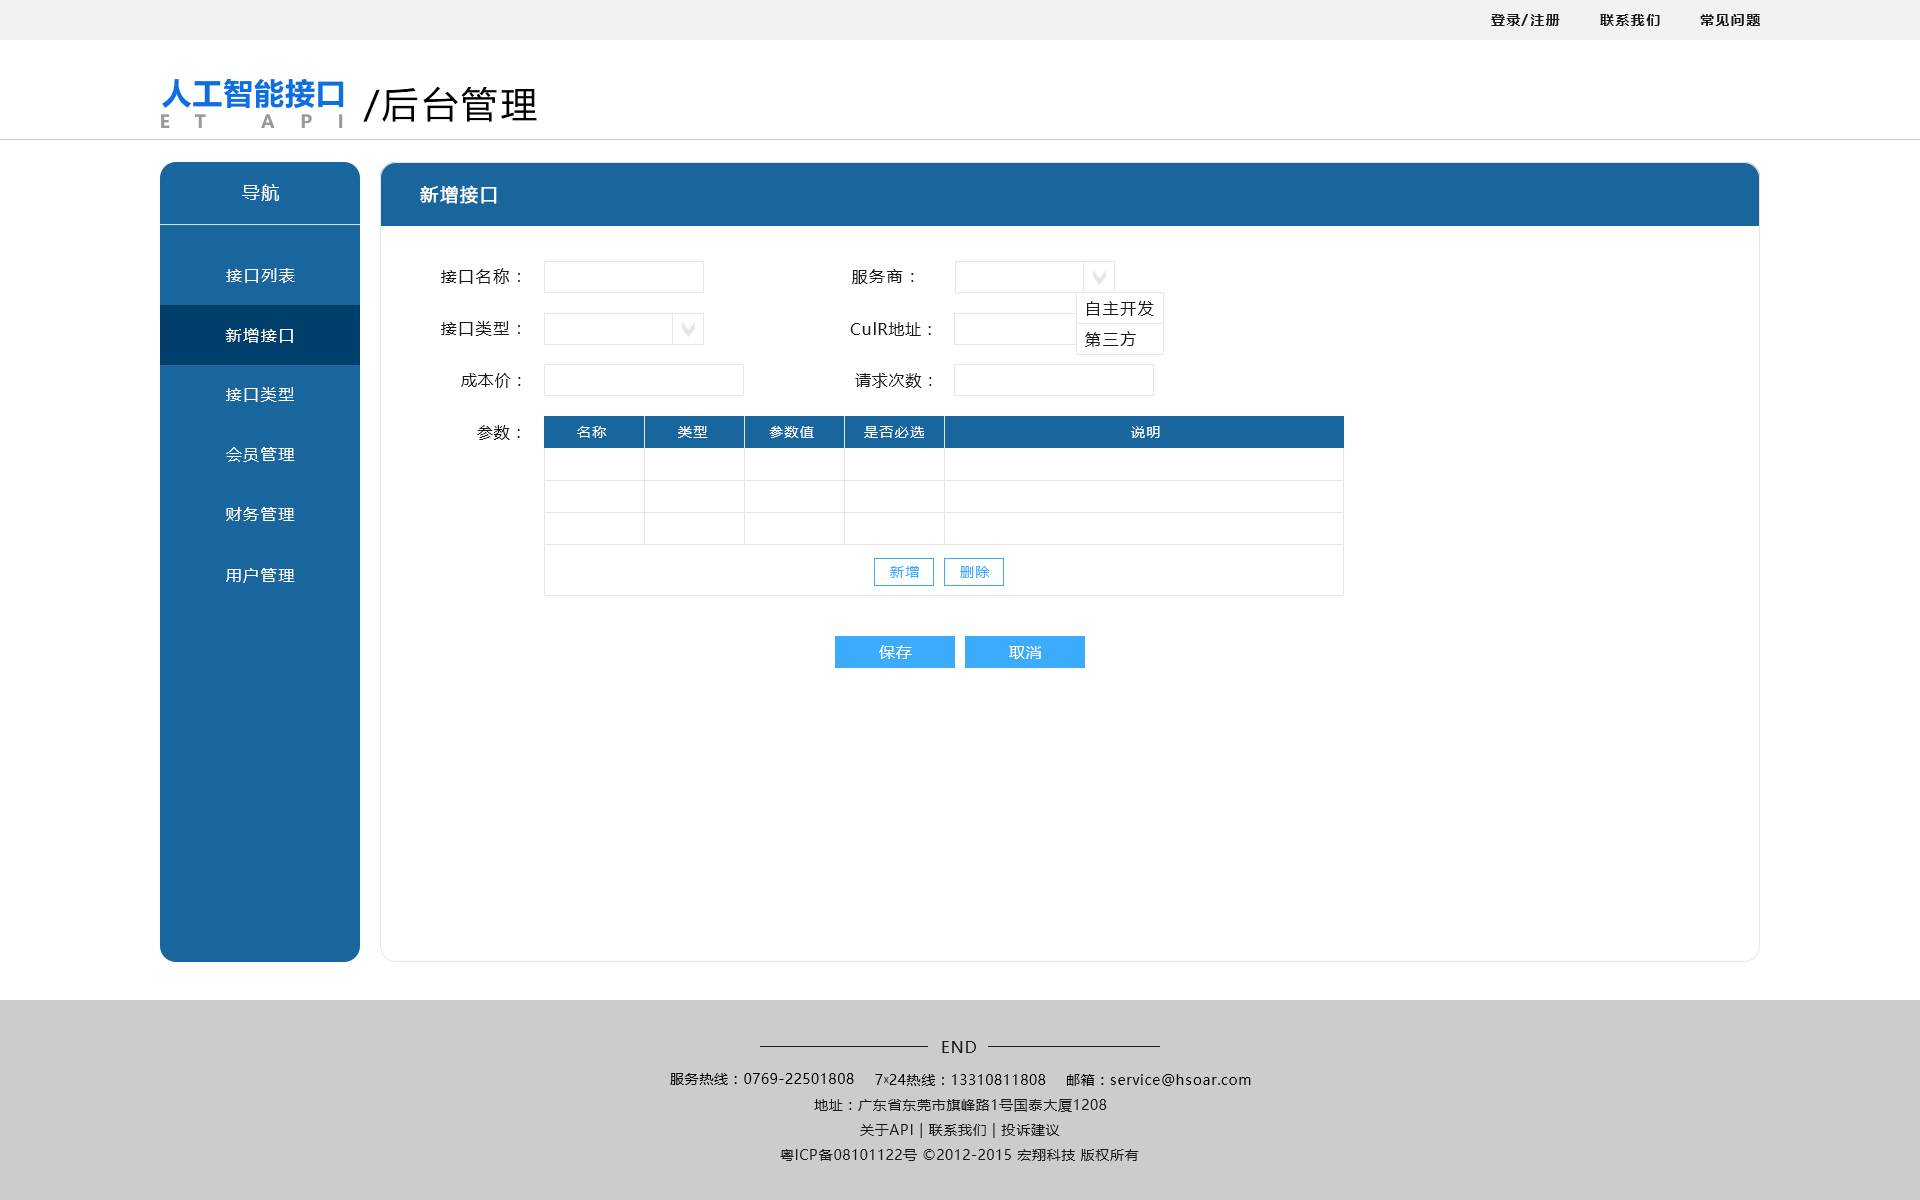 登录/注册 联系我们 常见问题
人工智能接口
ET API
/后台管理
导航
接口列表
新增接口
接口类型
会员管理
财务管理
用户管理
新增接口
接口名称： 服务商：
自主开发
接口类型： CulR地址：
第三方
成本价： 请求次数：
参数： 名称 类型 参数值 是否必选 说明
新增 删除
保存 取消
END
服务热线：0769-22501808 7x24热线：13310811808 邮箱：service@hsoar.com
地址：广东省东莞市旗峰路1号国泰大厦1208
关于API | 联系我们 | 投诉建议
粤ICP备08101122号 ©2012-2015 宏翔科技 版权所有